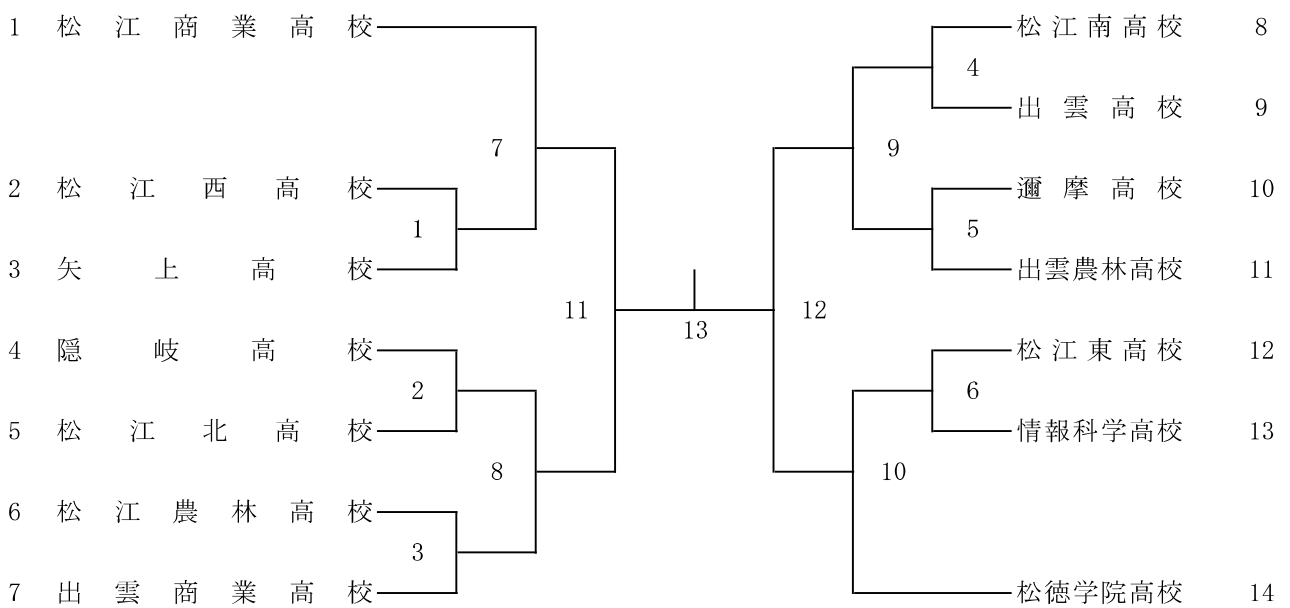 1 松江商業高校
松江南高校 8
4
出雲高校 9
7
9
2 松江西高校
邇摩高校 10
1
5
3 矢上高校
出雲農林高校 11
11
12
13
4 隠岐高校
松江東高校 12
2
6
5 松江北高校
情報科学高校 13
8
10
6 松江農林高校
3
7 出雲商業高校
松徳学院高校 14